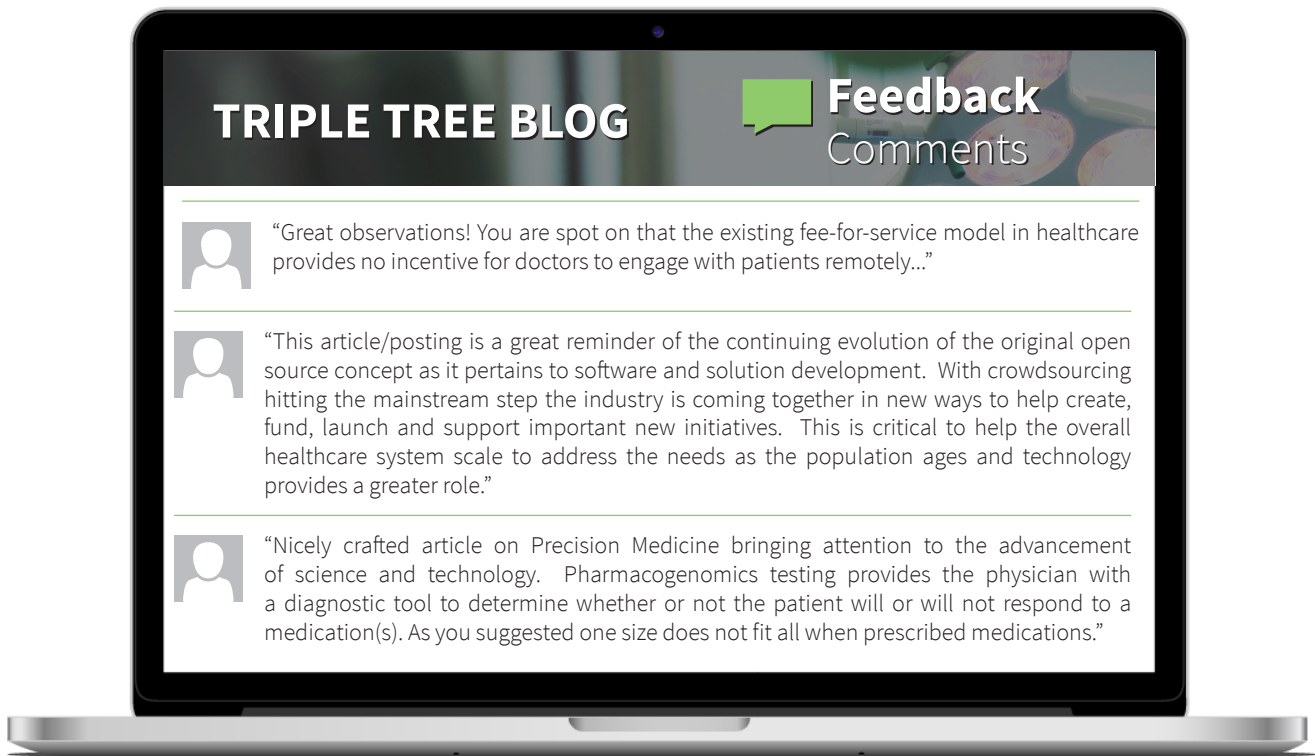 TRIPLE TREE BLOG
Feedback
Comments
“Great observations! You are spot on that the existing fee-for-service model in healthcare
provides no incentive for doctors to engage with patients remotely...”
“This article/posting is a great reminder of the continuing evolution of the original open
source concept as it pertains to software and solution development.  With crowdsourcing
hitting the mainstream step the industry is coming together in new ways to help create,
fund, launch and support important new initiatives.  This is critical to help the overall
healthcare system scale to address the needs as the population ages and technology
provides a greater role.”
“Nicely crafted article on Precision Medicine bringing attention to the advancement
of science and technology.  Pharmacogenomics testing provides the physician with
a diagnostic tool to determine whether or not the patient will or will not respond to a
medication(s). As you suggested one size does not fit all when prescribed medications.”